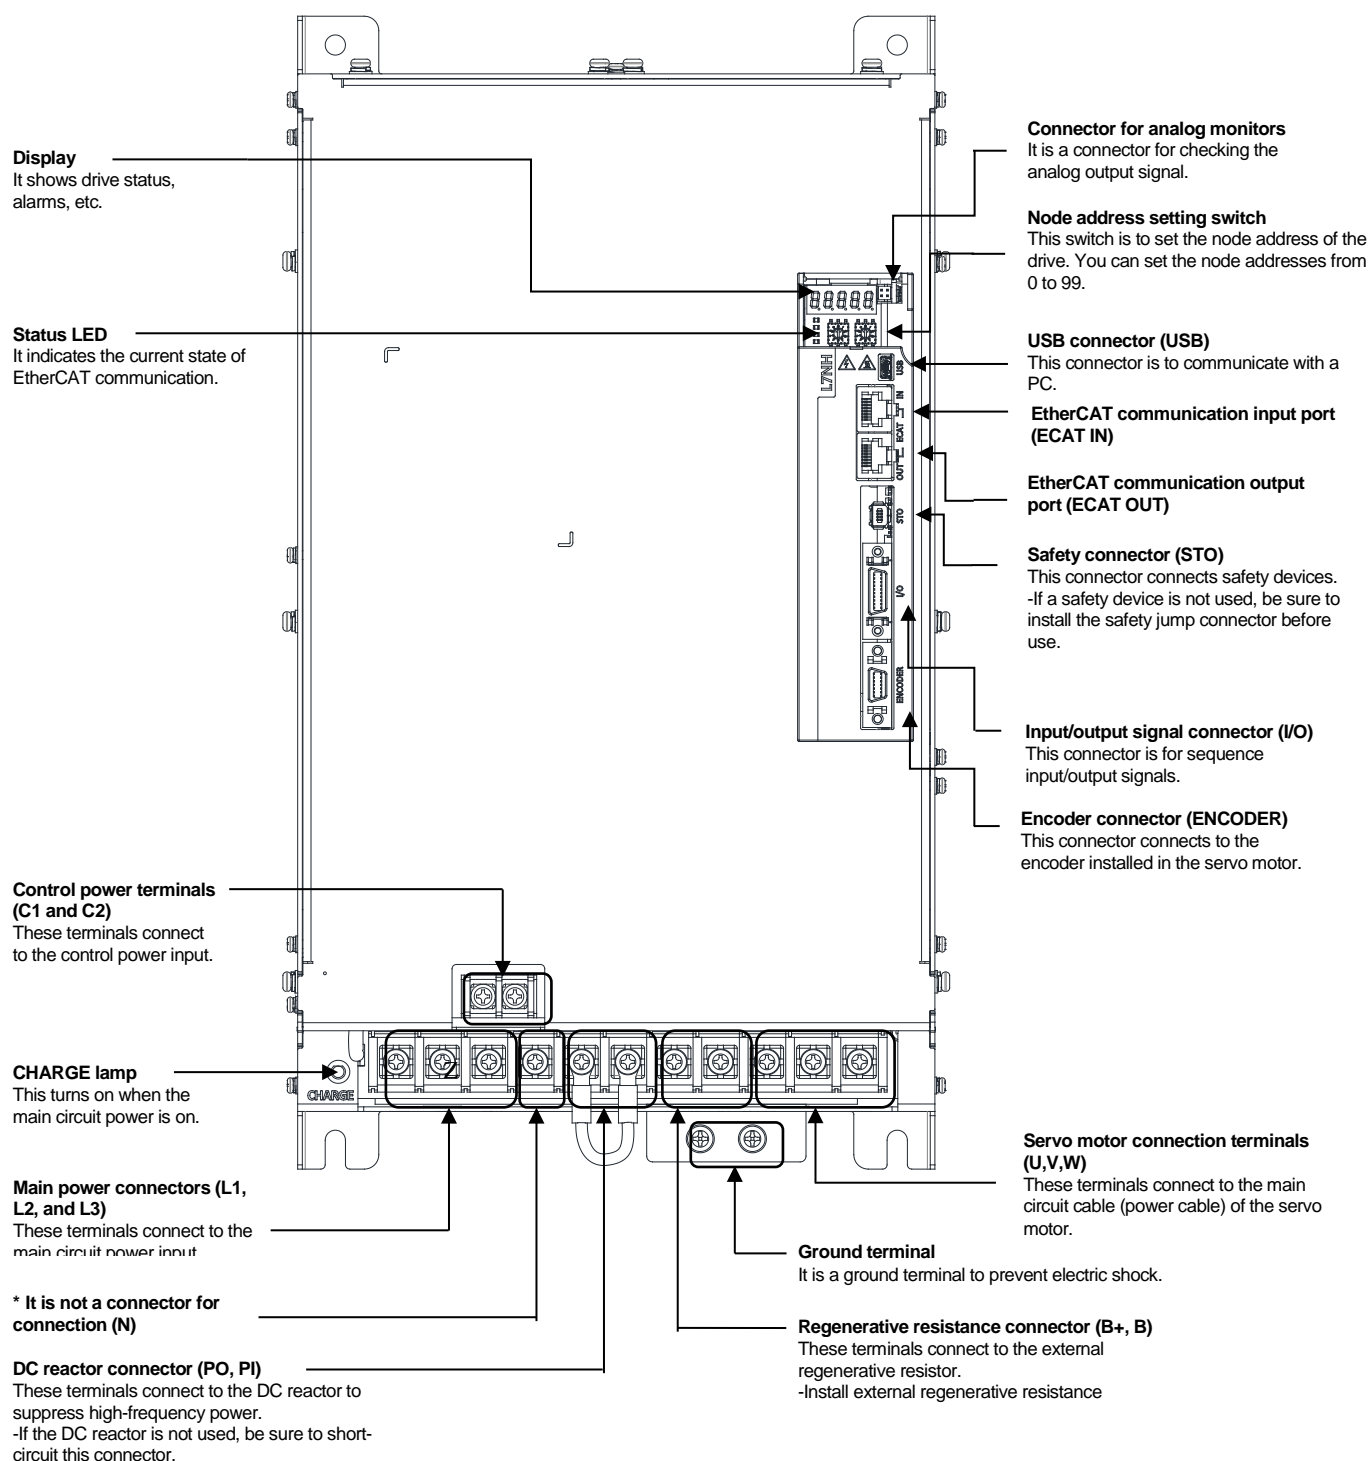 Display
It shows drive status,
alarms, etc.
Status LED
It indicates the current state of
EtherCAT communication.
Control power terminals
(C1 and C2)
These terminals connect
to the control power input.
CHARGE lamp
This turns on when the
main circuit power is on.
Main power connectors (L1,
L2, and L3)
These terminals connect to the
main circuit power input
* It is not a connector for
connection (N)
DC reactor connector (PO, PI)
These terminals connect to the DC reactor to
suppress high-frequency power.
-If the DC reactor is not used, be sure to short-
circuit this connector.
8.8.8.8.8.
L7NH
USB
IN
ECAT
OUT
STO
I/O
ENCODER
CHARGE
2
Connector for analog monitors
It is a connector for checking the
analog output signal.
Node address setting switch
This switch is to set the node address of the
drive. You can set the node addresses from
0 to 99.
USB connector (USB)
This connector is to communicate with a
PC.
EtherCAT communication input port
(ECAT IN)
EtherCAT communication output
port (ECAT OUT)
Safety connector (STO)
This connector connects safety devices.
-If a safety device is not used, be sure to
install the safety jump connector before
use.
Input/output signal connector (I/O)
This connector is for sequence
input/output signals.
Encoder connector (ENCODER)
This connector connects to the
encoder installed in the servo motor.
Servo motor connection terminals
(U,V,W)
These terminals connect to the main
circuit cable (power cable) of the servo
motor.
Ground terminal
It is a ground terminal to prevent electric shock.
Regenerative resistance connector (B+, B)
These terminals connect to the external
regenerative resistor.
-Install external regenerative resistance